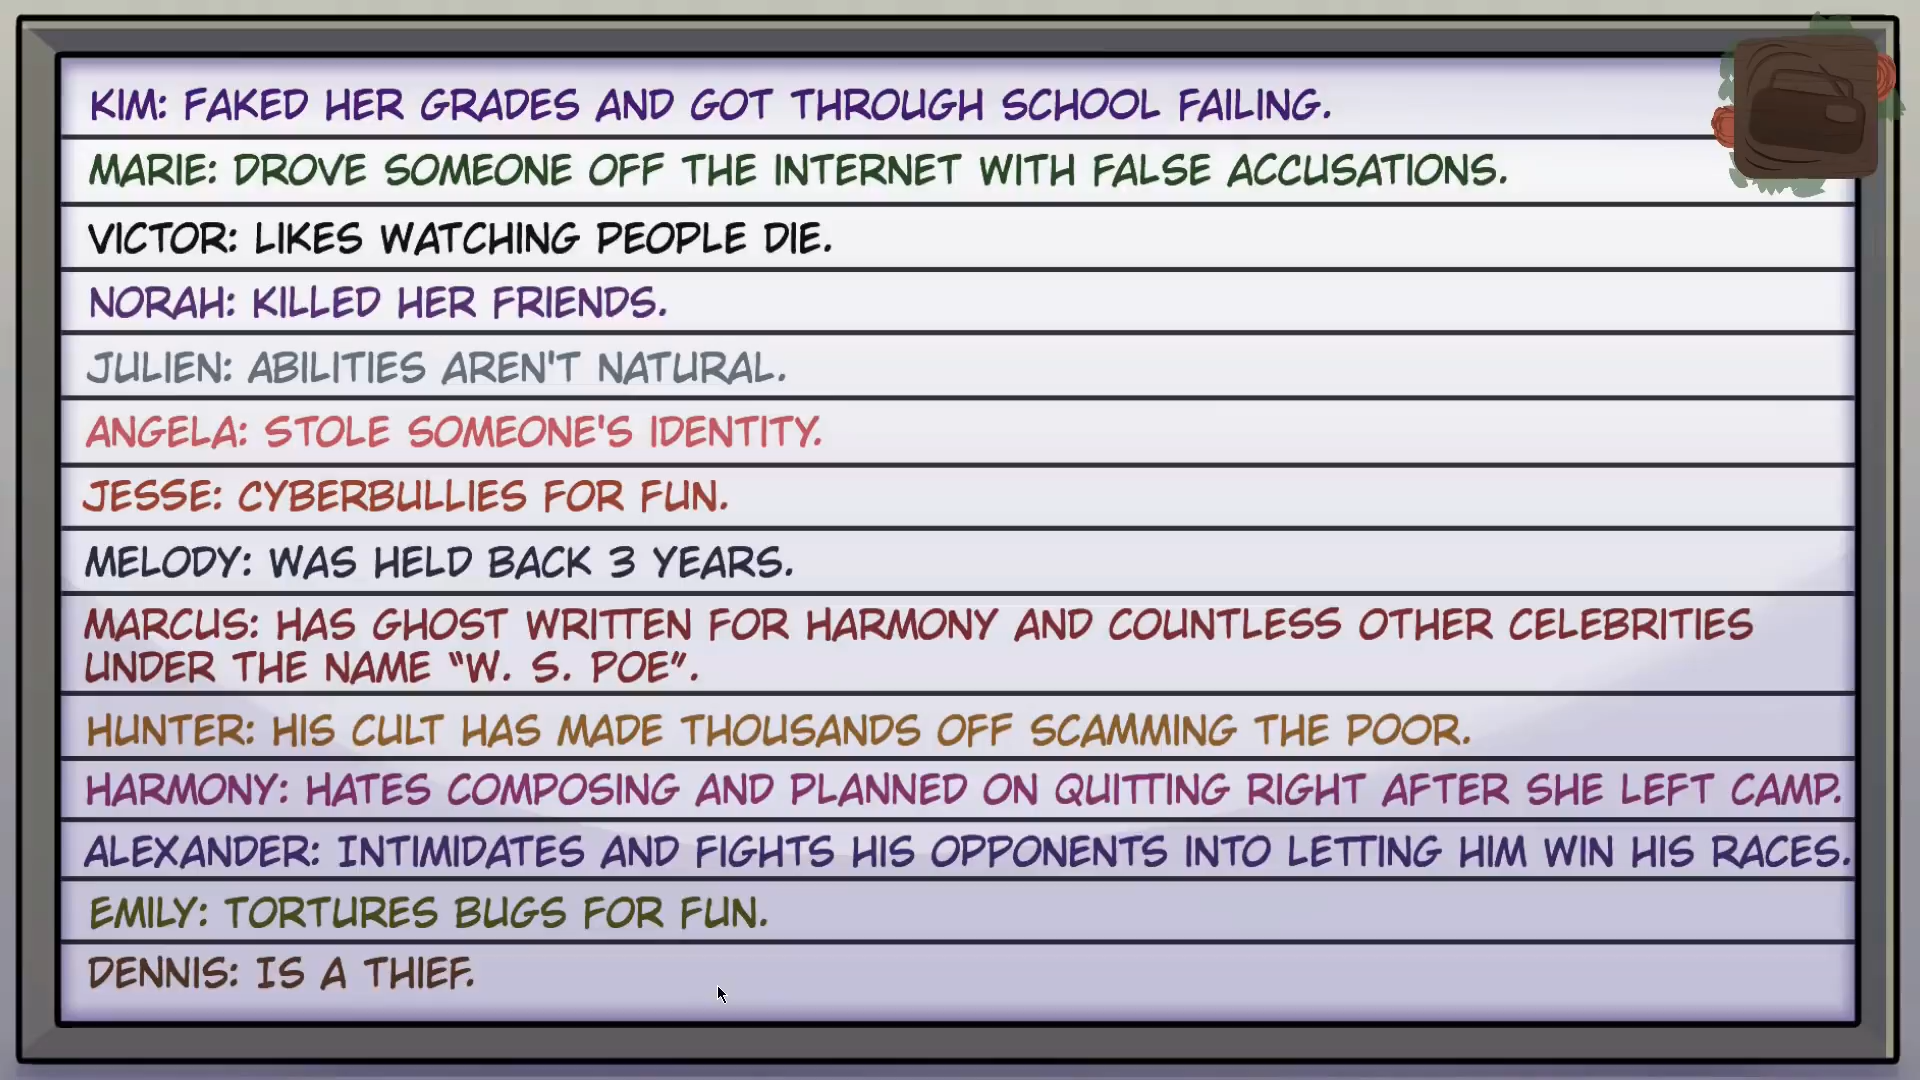 KIM: FAKED HER GRADES AND GOT THROUGH SCHOOL FAILING.
MARIE: DROVE SOMEONE OFF THE INTERNET WITH FALSE ACCUSATIONS.
VICTOR: LIKES WATCHING PEOPLE DIE.
NORAH: KILLED HER FRIENDS.
JULIEN: ABILITIES AREN'T NATURAL.
ANGELA: STOLE SOMEONE'S IDENTITY.
JESSE: CYBERBULLIES FOR FUN.
MELODY: WAS HELD BACK 3 YEARS.
MARCUS: HAS GHOST WRITTEN FOR HARMONY AND COUNTLESS OTHER CELEBRITIES
UNDER THE NAME “W. S. POE”.
HUNTER: HIS CULT HAS MADE THOUSANDS OFF SCAMMING THE POOR.
HARMONY: HATES COMPOSING AND PLANNED ON QUITTING RIGHT AFTER SHE LEFT CAMP.
ALEXANDER: INTIMIDATES AND FIGHTS HIS OPPONENTS INTO LETTING HIM WIN HIS RACES.
EMILY: TORTURES BUGS FOR FUN.
DENNIS: IS A THIEF.